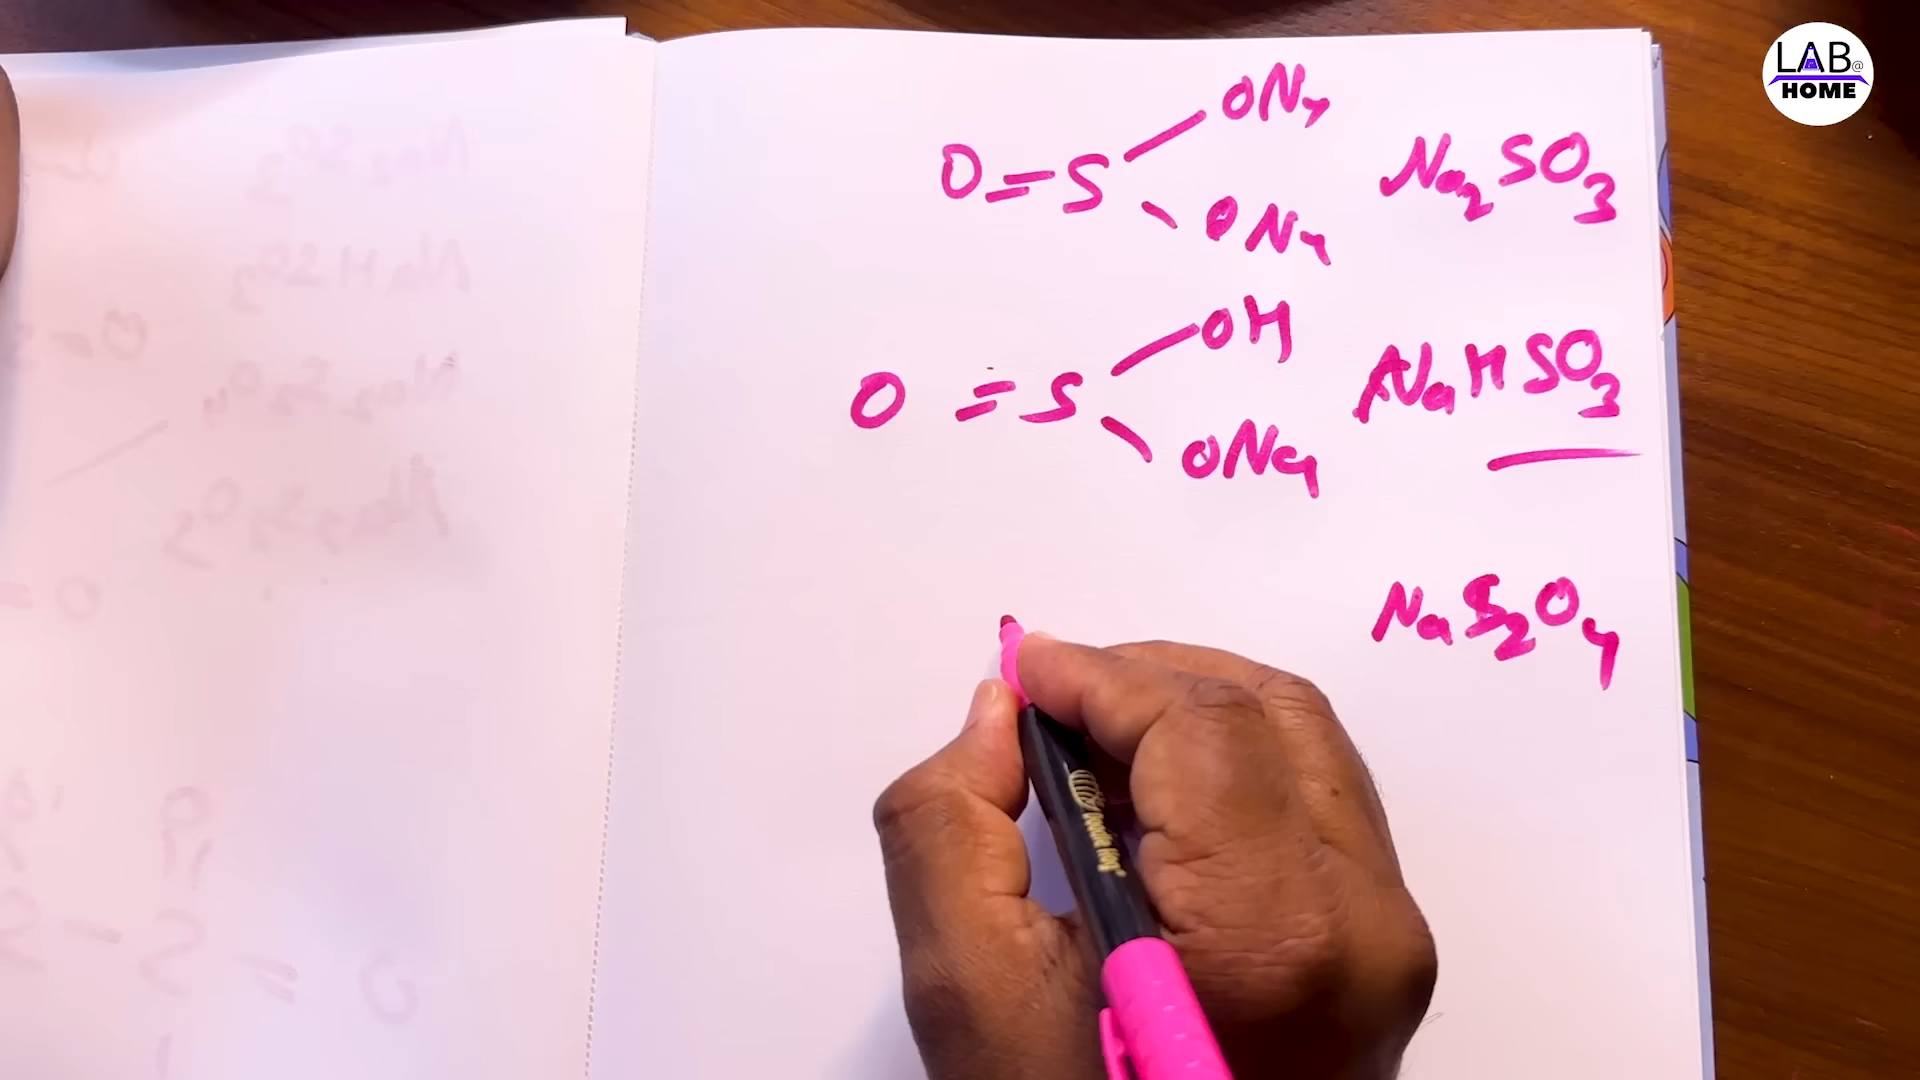 LAB@
HOME
ONa
O=S Na2SO3
ONa
OH
O=S NaHSO3
ONa
NaS2O4